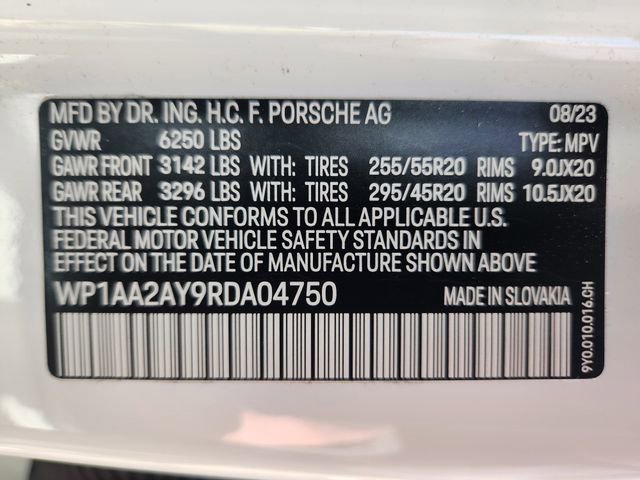 MFD BY DR. ING. H.C. F. PORSCHE AG 08/23
GVWR 6250 LBS TYPE: MPV
GAWR FRONT 3142 LBS WITH: TIRES 255/55R20 RIMS 9.0JX20
GAWR REAR 3296 LBS WITH: TIRES 295/45R20 RIMS 10.5JX20
THIS VEHICLE CONFORMS TO ALL APPLICABLE U.S.
FEDERAL MOTOR VEHICLE SAFETY STANDARDS IN
EFFECT ON THE DATE OF MANUFACTURE SHOWN ABOVE
WP1AA2AY9RDA04750 MADE IN SLOVAKIA
9Y0.010.016.CH